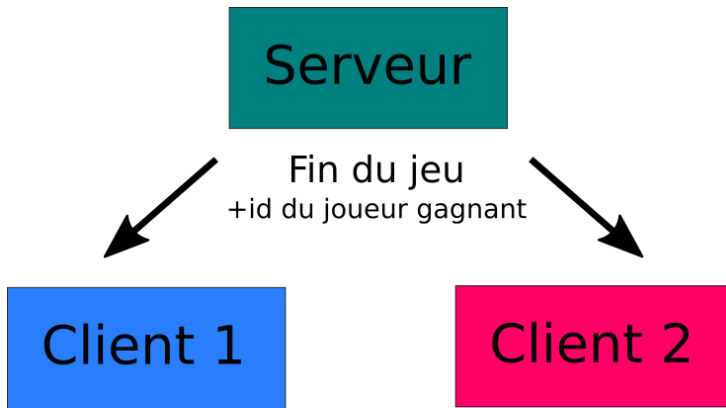 Serveur
Fin du jeu
+id du joueur gagnant
Client 1
Client 2